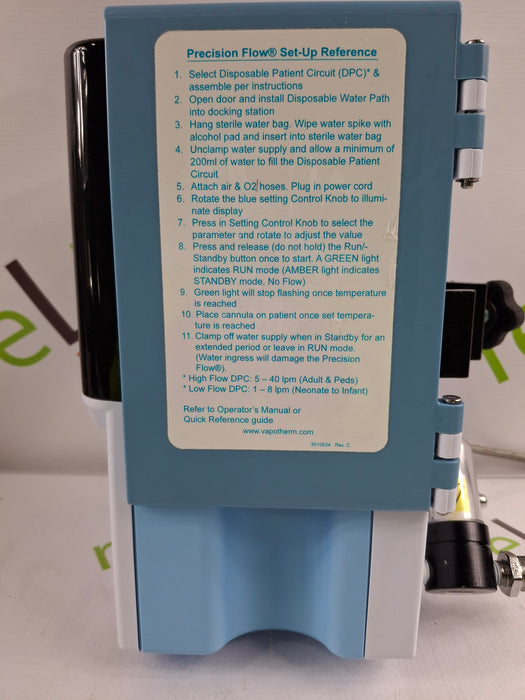 Precision Flow® Set-Up Reference
1. Select Disposable Patient Circuit (DPC)* &
assemble per instructions
2. Open door and install Disposable Water Path
into docking station
3. Hang sterile water bag. Wipe water spike with
alcohol pad and insert into sterile water bag
4. Unclamp water supply and allow a minimum of
200ml of water to fill the Disposable Patient
Circuit
5. Attach air & O2 hoses. Plug in power cord
6. Rotate the blue setting Control Knob to illumi-
nate display
7. Press in Setting Control Knob to select the
parameter and rotate to adjust the value
8. Press and release (do not hold) the Run/-
Standby button once to start. A GREEN light
indicates RUN mode (AMBER light indicates
STANDBY mode, No Flow)
9. Green light will stop flashing once temperature
is reached
10. Place cannula on patient once set tempera-
ture is reached
11. Clamp off water supply when in Standby for an
extended period or leave in RUN mode.
(Water ingress will damage the Precision
Flow®).
* High Flow DPC: 5 – 40 lpm (Adult & Peds)
* Low Flow DPC: 1 – 8 lpm (Neonate to Infant)
Refer to Operator's Manual or
Quick Reference guide
www.vapotherm.com
3010534 Rev. C